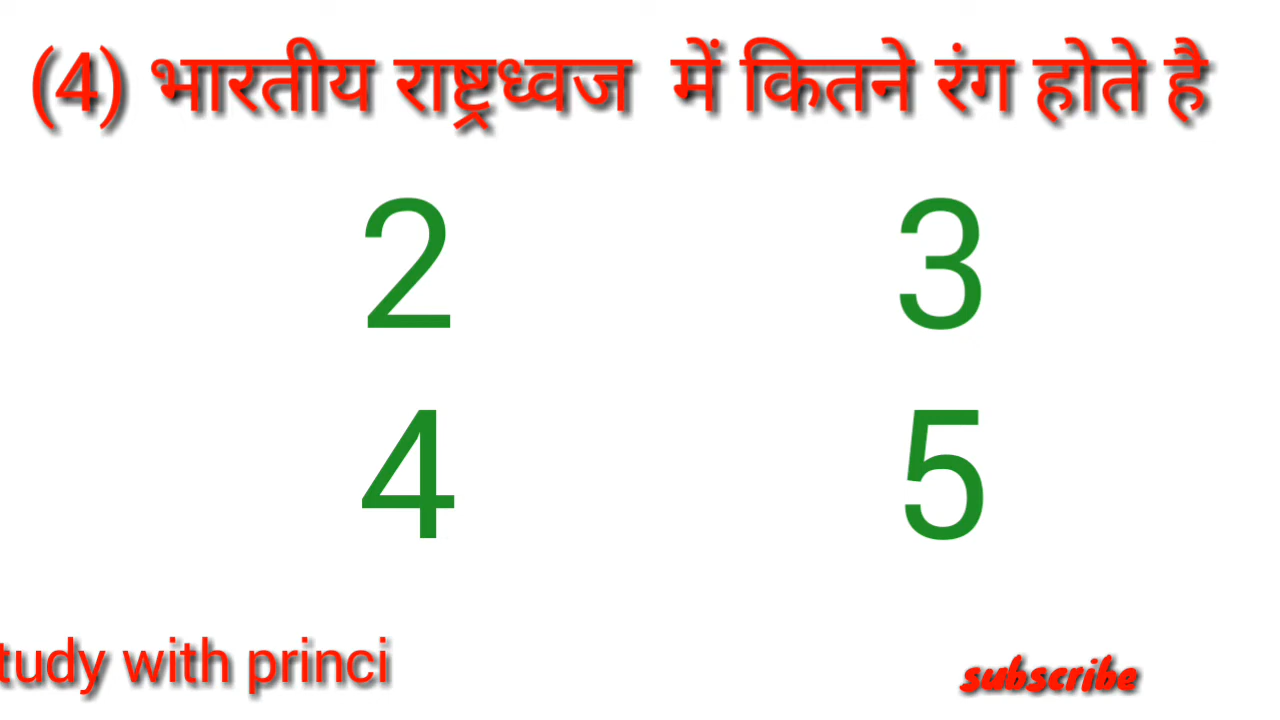 (4) भारतीय राष्ट्रध्वज में कितने रंग होते है
2 3
4 5
tudy with princi
subscribe